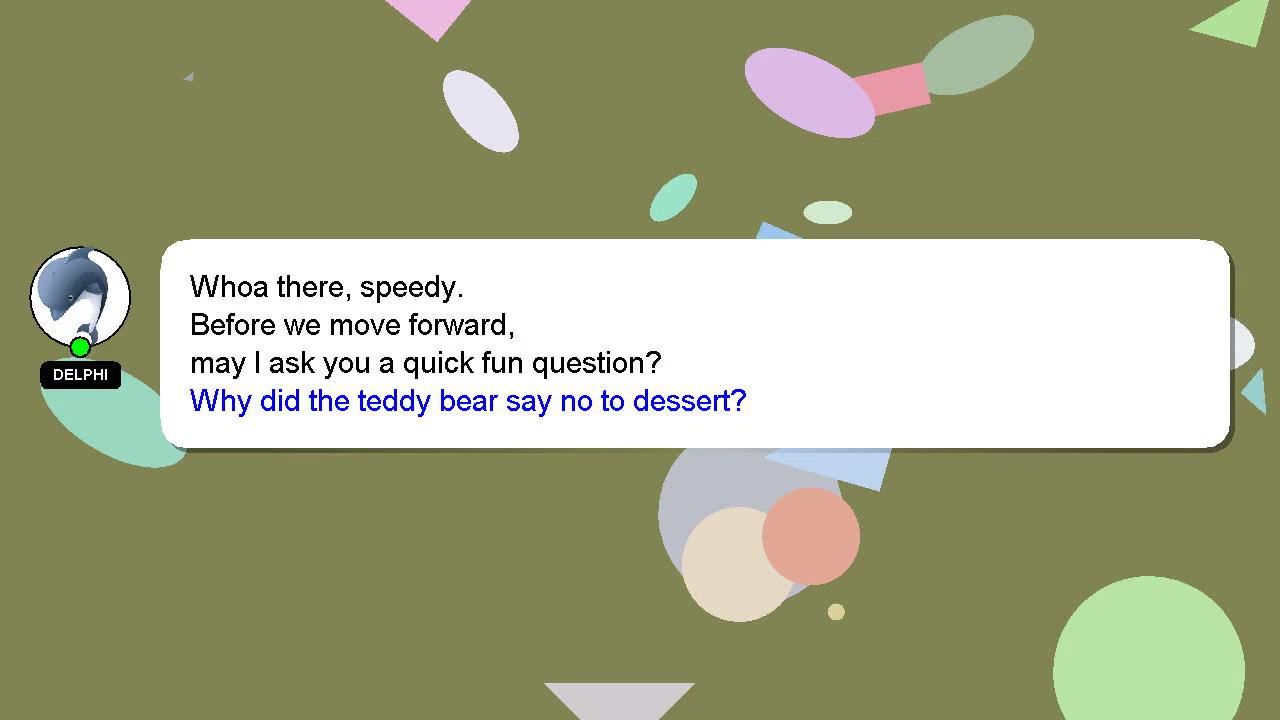 Whoa there, speedy.
Before we move forward,
may I ask you a quick fun question?
Why did the teddy bear say no to dessert?
DELPHI